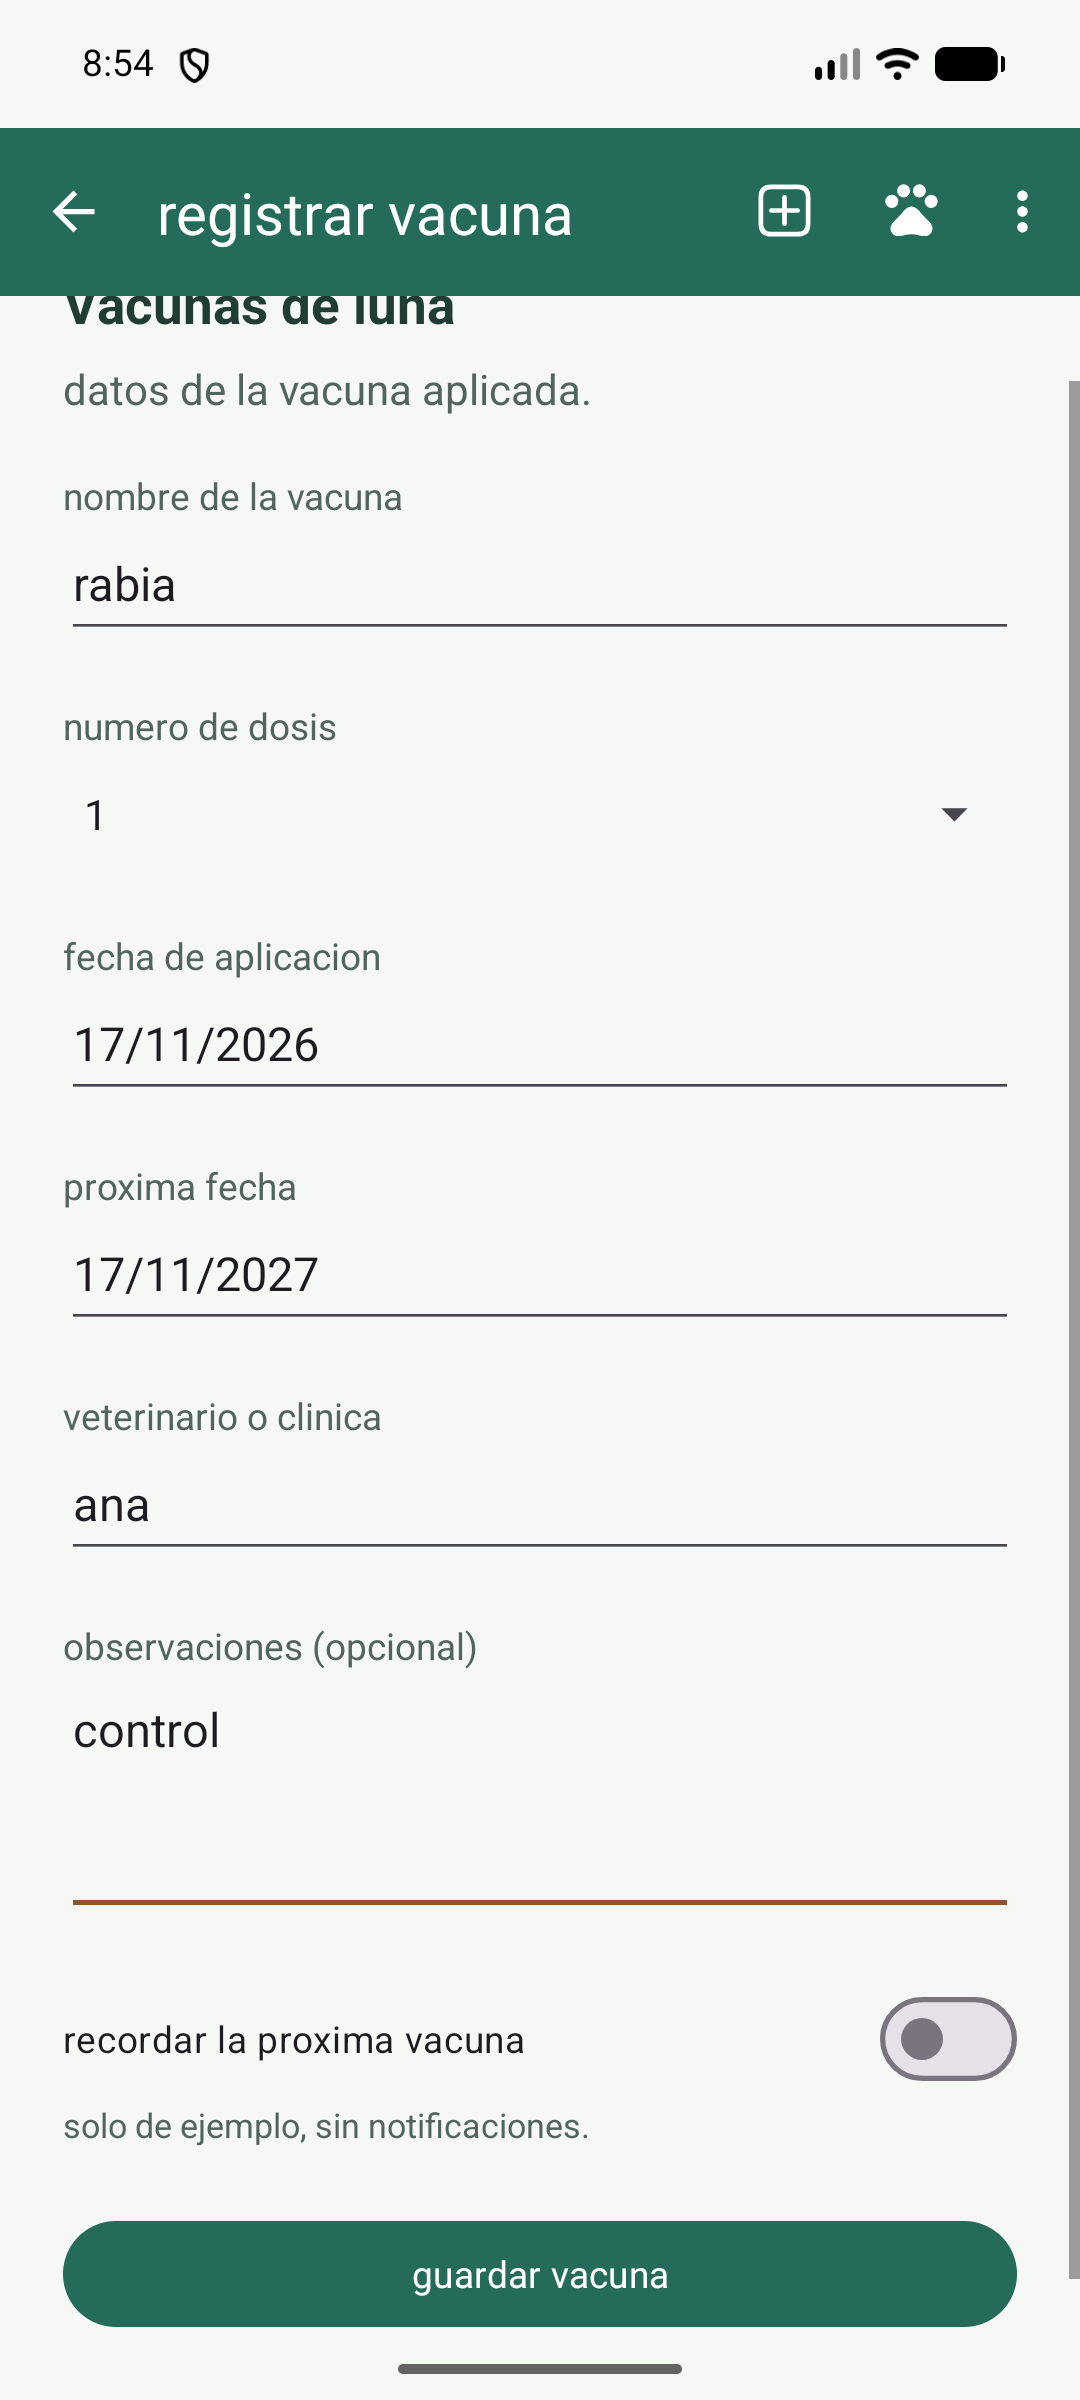 8:54
registrar vacuna
Vacunas de luna
datos de la vacuna aplicada.
nombre de la vacuna
rabia
numero de dosis
1
fecha de aplicacion
17/11/2026
proxima fecha
17/11/2027
veterinario o clinica
ana
observaciones (opcional)
control
recordar la proxima vacuna
solo de ejemplo, sin notificaciones.
guardar vacuna